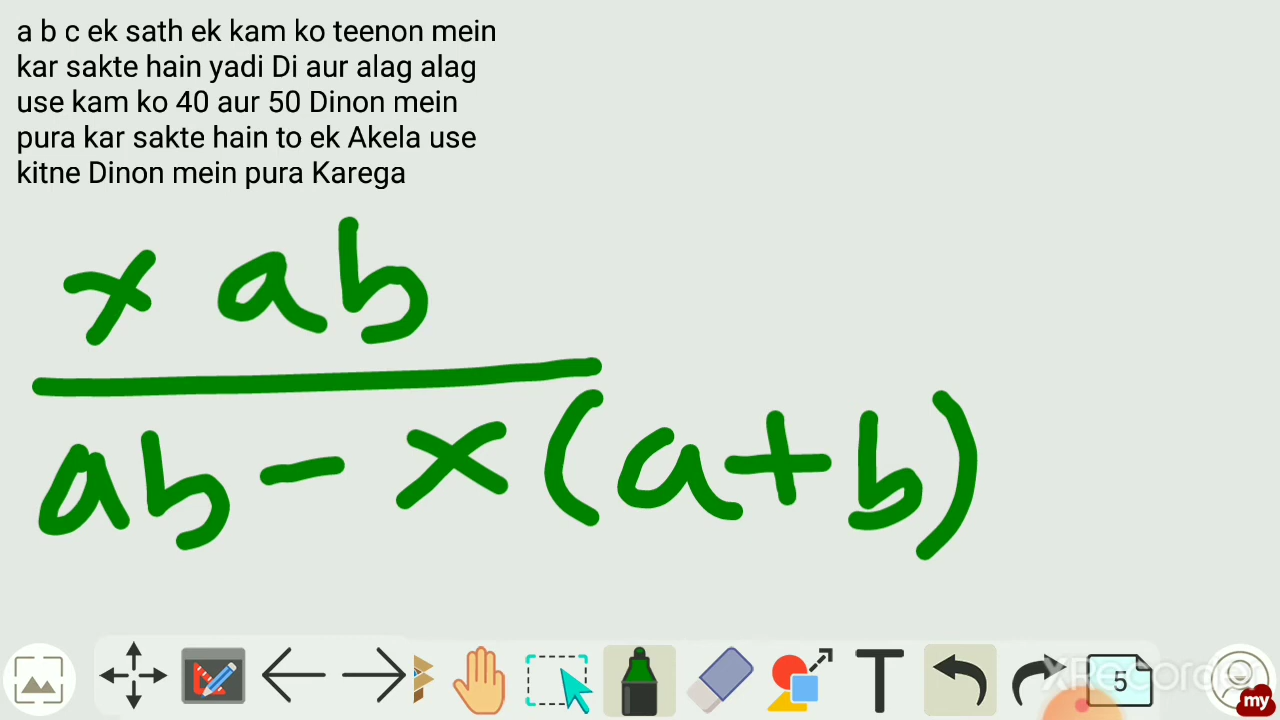 a b c ek sath ek kam ko teenon mein
kar sakte hain yadi Di aur alag alag
use kam ko 40 aur 50 Dinon mein
pura kar sakte hain to ek Akela use
kitne Dinon mein pura Karega
x ab
ab - x(a+b)
XRecorder
5
my